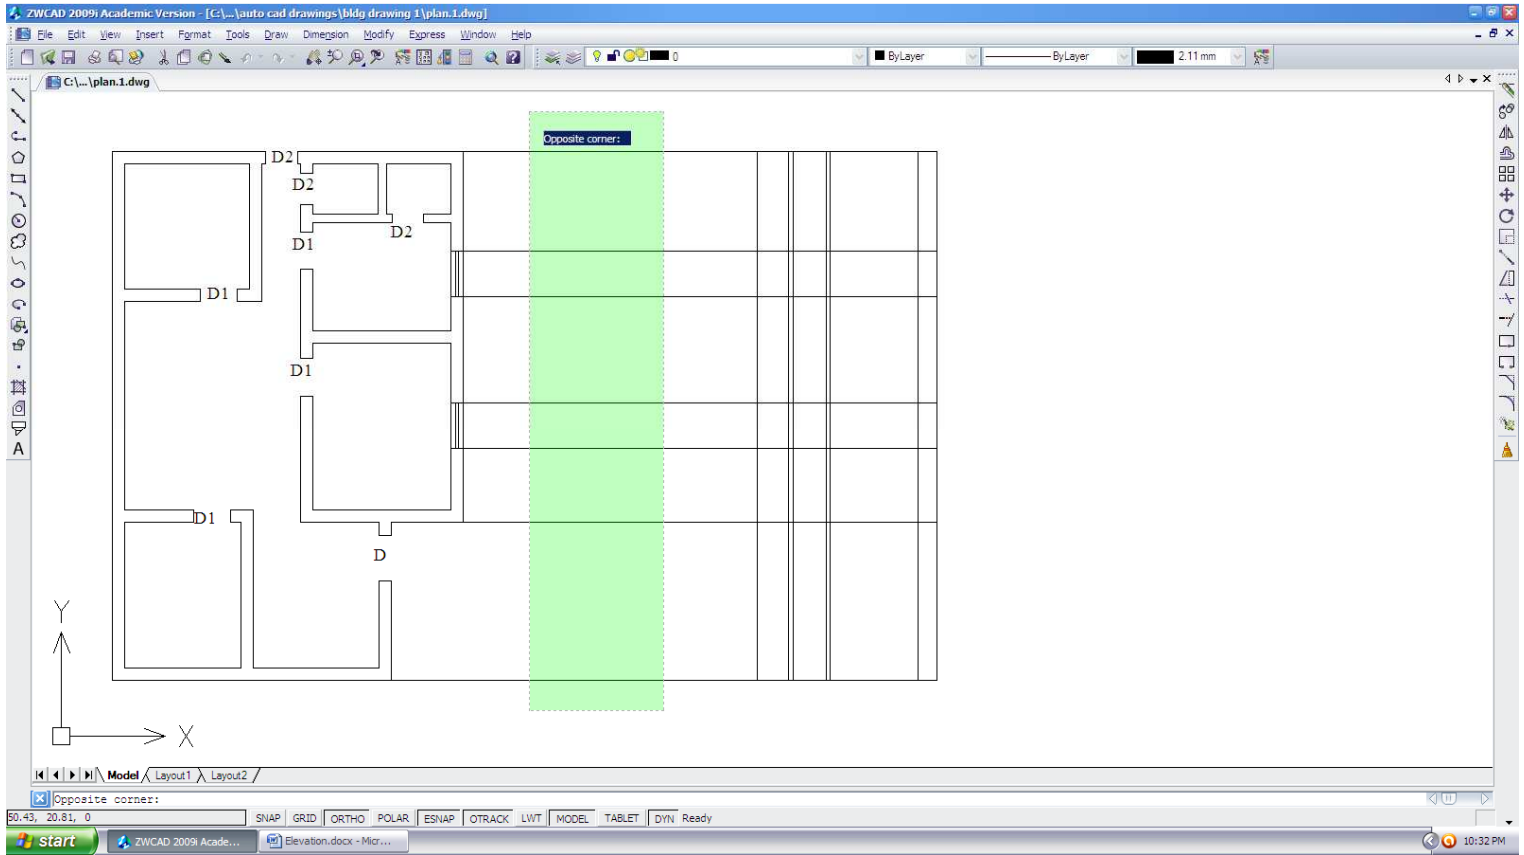 ZWCAD 2009i Academic Version - [C:\...\auto cad drawings\bldg drawing 1\plan.1.dwg]
File Edit View Insert Format Tools Draw Dimension Modify Express Window Help
0 ByLayer ByLayer 2.11 mm
C:\...\plan.1.dwg
Opposite corner:
D2
D2
D2
D1
D1
D1
D1
D
Y
X
A
Model Layout1 Layout2
Opposite corner:
50.43, 20.81, 0 SNAP GRID ORTHO POLAR ESNAP OTRACK LWT MODEL TABLET DYN Ready
start ZWCAD 2009i Acade... Elevation.docx - Micr... 10:32 PM